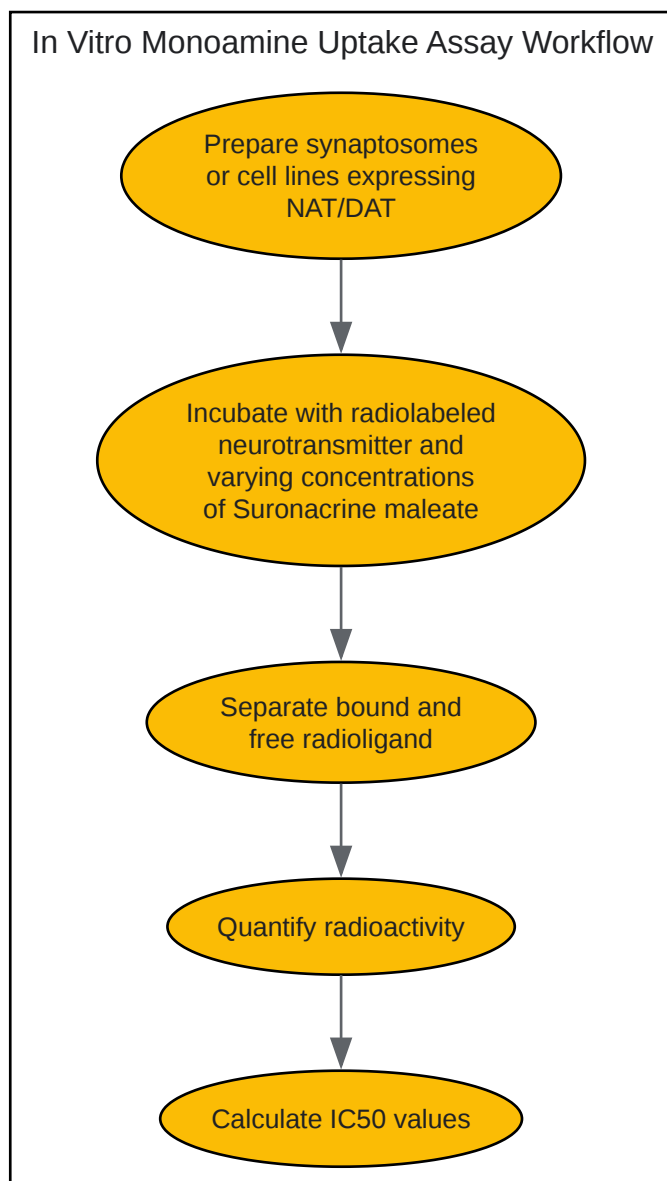 In Vitro Monoamine Uptake Assay Workflow
Prepare synaptosomes
or cell lines expressing
NAT/DAT
Incubate with radiolabeled
neurotransmitter and
varying concentrations
of Suronacrine maleate
Separate bound and
free radioligand
Quantify radioactivity
Calculate IC50 values